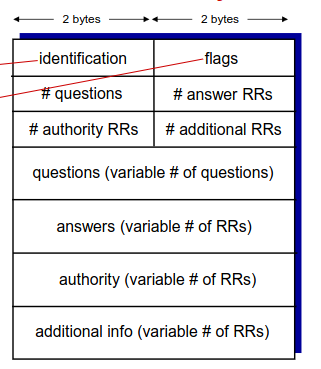 2 bytes 2 bytes
identification flags
# questions # answer RRs
# authority RRs # additional RRs
questions (variable # of questions)
answers (variable # of RRs)
authority (variable # of RRs)
additional info (variable # of RRs)